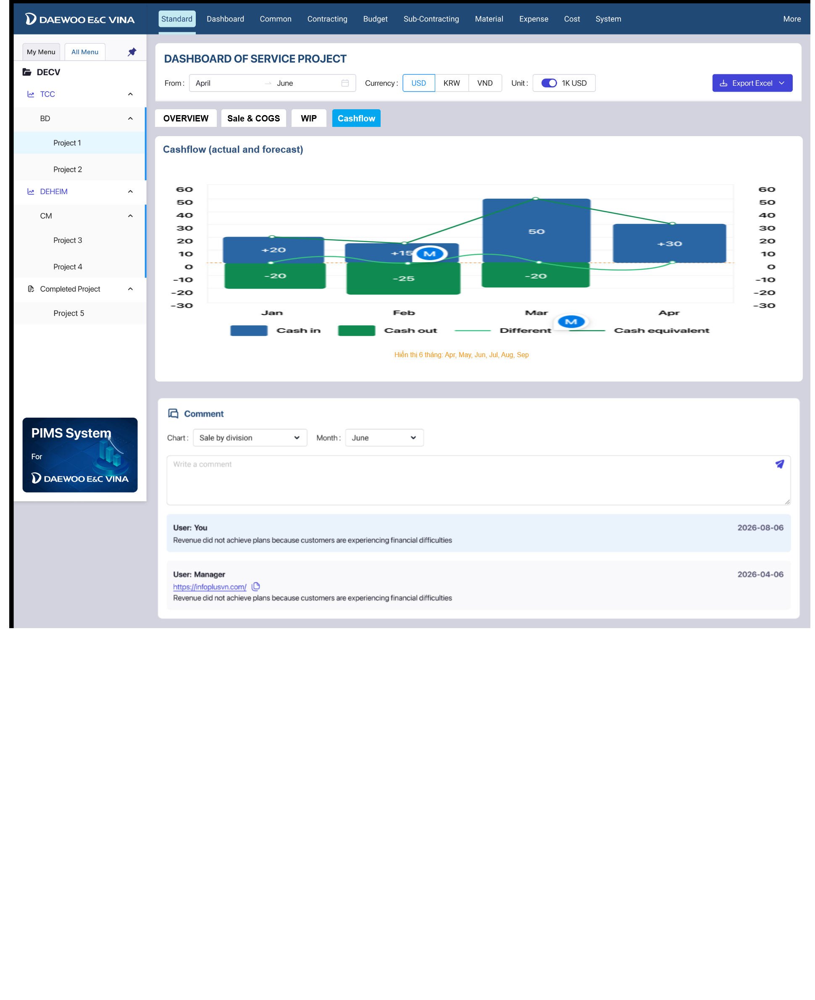 DAEWOO E&C VINA
Standard Dashboard Common Contracting Budget Sub-Contracting Material Expense Cost System More
My Menu All Menu
DECV
TCC
BD
Project 1
Project 2
DEHEIM
CM
Project 3
Project 4
Completed Project
Project 5
PIMS System
For
DAEWOO E&C VINA
DASHBOARD OF SERVICE PROJECT
From : April June Currency : USD KRW VND Unit : 1K USD Export Excel
OVERVIEW Sale & COGS WIP Cashflow
Cashflow (actual and forecast)
60 60
50 50
40 40
30 30
20 20
10 10
0 0
-10 -10
-20 -20
-30 -30
+20 +15 M 50 +30
-20 -25 -20
Jan Feb Mar Apr
M
Cash in Cash out Different Cash equivalent
Hiển thị 6 tháng: Apr, May, Jun, Jul, Aug, Sep
Comment
Chart : Sale by division Month : June
Write a comment
User: You 2026-08-06
Revenue did not achieve plans because customers are experiencing financial difficulties
User: Manager 2026-04-06
https://infoplusvn.com/
Revenue did not achieve plans because customers are experiencing financial difficulties